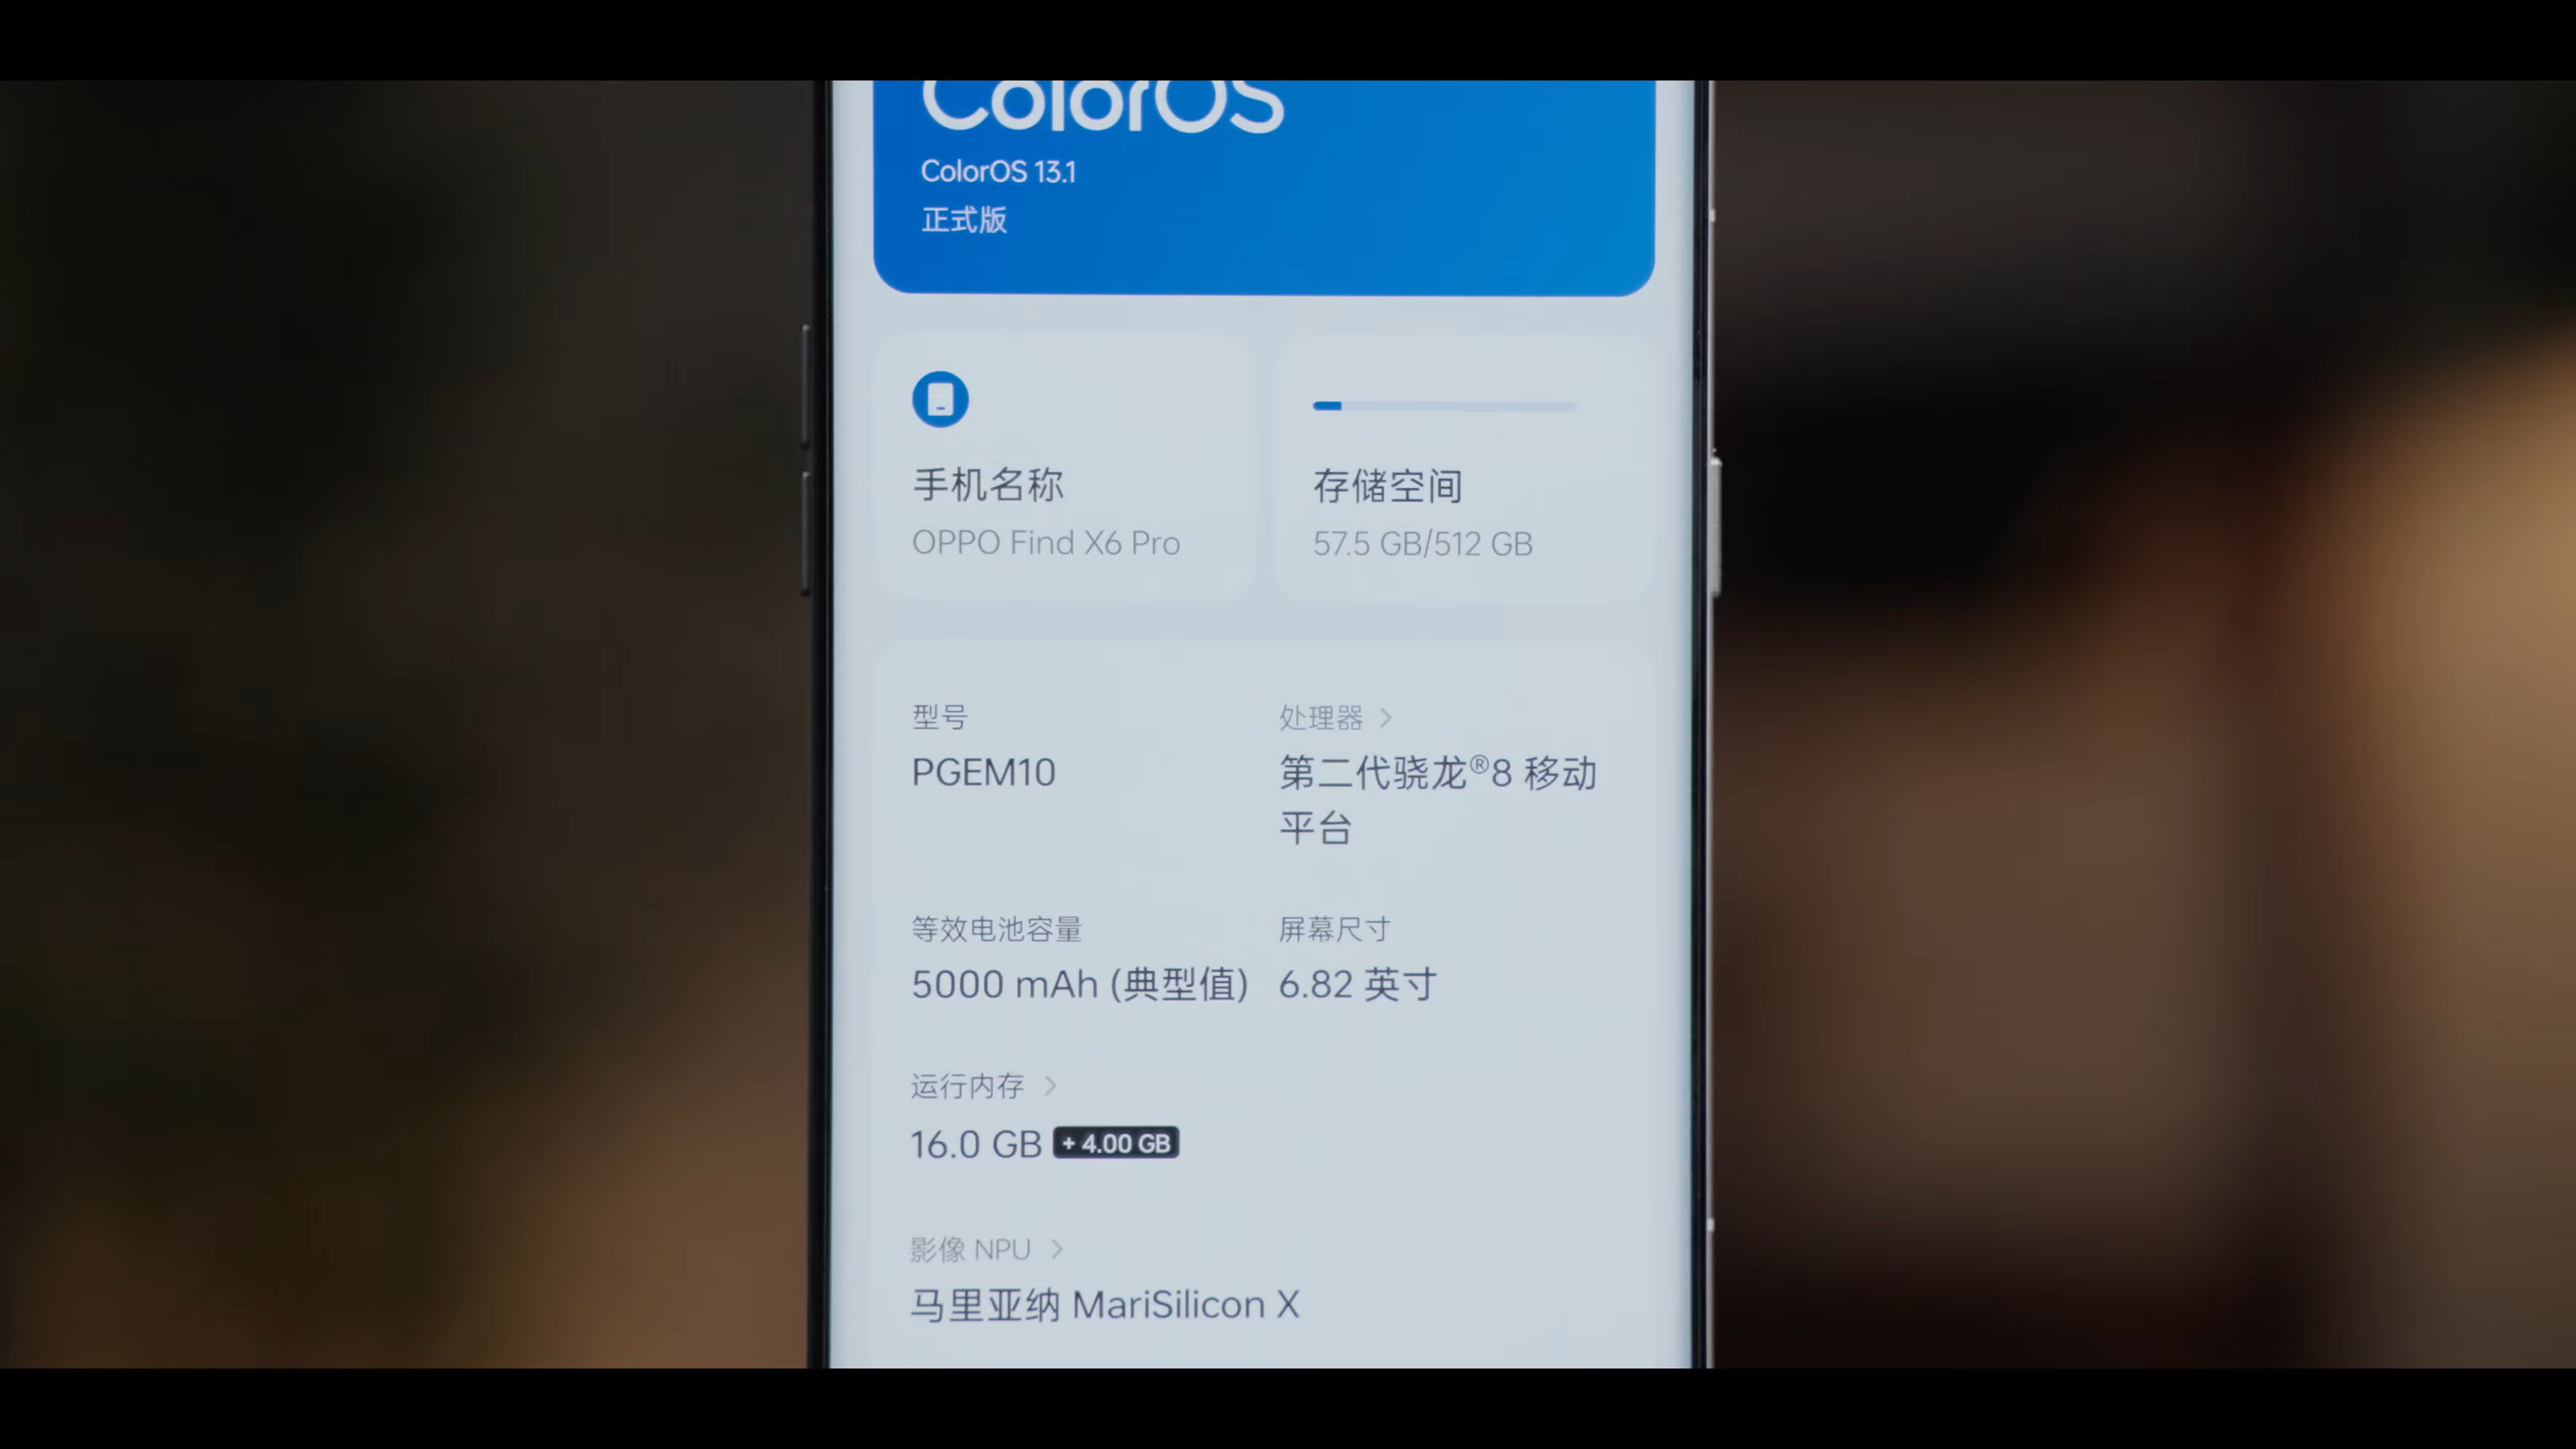 ColorOS
ColorOS 13.1
正式版
手机名称
OPPO Find X6 Pro
存储空间
57.5 GB/512 GB
型号
PGEM10
处理器 >
第二代骁龙®8 移动
平台
等效电池容量
5000 mAh (典型值)
屏幕尺寸
6.82 英寸
运行内存 >
16.0 GB + 4.00 GB
影像 NPU >
马里亚纳 MariSilicon X